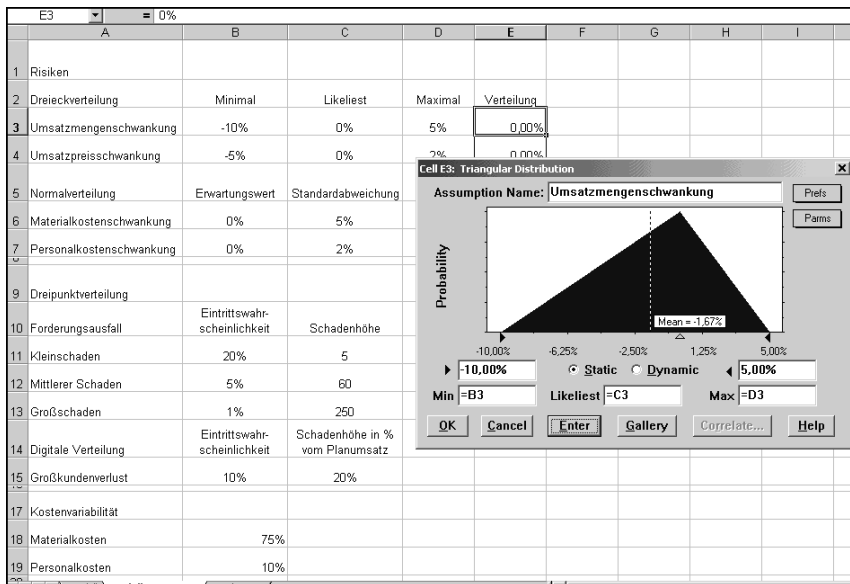 E3 = 0%
A B C D E F G H I
1 Risiken
2 Dreieckverteilung Minimal Likeliest Maximal Verteilung
3 Umsatzmengenschwankung -10% 0% 5% 0,00%
4 Umsatzpreisschwankung -5% 0% 2% 0,00%
5 Normalverteilung Erwartungswert Standardabweichung
6 Materialkostenschwankung 0% 5%
7 Personalkostenschwankung 0% 2%
9 Dreipunktverteilung
10 Forderungsausfall Eintrittswahr-
scheinlichkeit Schadenhöhe
11 Kleinschaden 20% 5
12 Mittlerer Schaden 5% 60
13 Großschaden 1% 250
14 Digitale Verteilung Eintrittswahr-
scheinlichkeit Schadenhöhe in %
vom Planumsatz
15 Großkundenverlust 10% 20%
17 Kostenvariabilität
18 Materialkosten 75%
19 Personalkosten 10%
Cell E3: Triangular Distribution
Assumption Name: Umsatzmengenschwankung Prefs
Parms
Probability
Mean = -1,67%
-10,00% -6,25% -2,50% 1,25% 5,00%
-10,00% Static Dynamic 5,00%
Min =B3 Likeliest =C3 Max =D3
OK Cancel Enter Gallery Correlate... Help